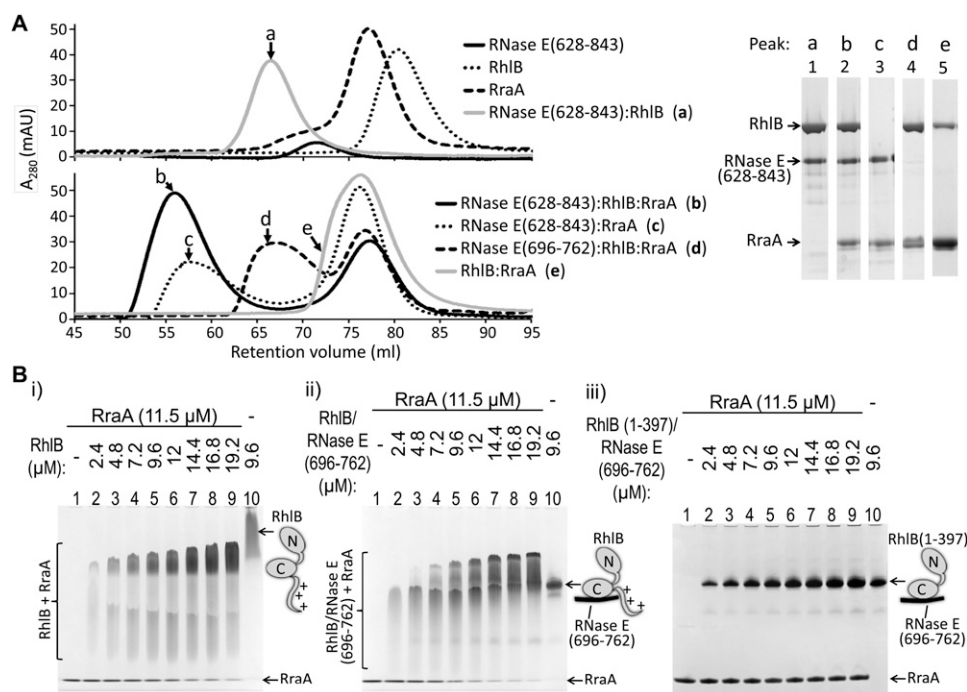 A
50
40
30
20
10
0
50
40
30
20
10
0
A280 (mAU)
a
RNase E(628-843)
RhlB
RraA
RNase E(628-843):RhlB (a)
b
c
d
e
RNase E(628-843):RhlB:RraA (b)
RNase E(628-843):RraA (c)
RNase E(696-762):RhlB:RraA (d)
RhlB:RraA (e)
45 50 55 60 65 70 75 80 85 90 95
Retention volume (ml)
Peak: a b c d e
1 2 3 4 5
RhlB
RNase E
(628-843)
RraA
B
i)
RraA (11.5 µM) -
RhlB
(µM):
- 2.4 4.8 7.2 9.6 12 14.4 16.8 19.2 9.6
1 2 3 4 5 6 7 8 9 10
RhlB
N
C
+
+
+
RhlB + RraA
RraA
ii)
RraA (11.5 µM) -
RhlB/
RNase E
(696-762)
(µM):
- 2.4 4.8 7.2 9.6 12 14.4 16.8 19.2 9.6
1 2 3 4 5 6 7 8 9 10
RhlB
N
C
+
+
+
RNase E
(696-762)
RhlB/RNase E
(696-762) + RraA
RraA
iii)
RraA (11.5 µM) -
RhlB (1-397)/
RNase E
(696-762)
(µM):
- 2.4 4.8 7.2 9.6 12 14.4 16.8 19.2 9.6
1 2 3 4 5 6 7 8 9 10
RhlB(1-397)
N
C
RNase E
(696-762)
RraA